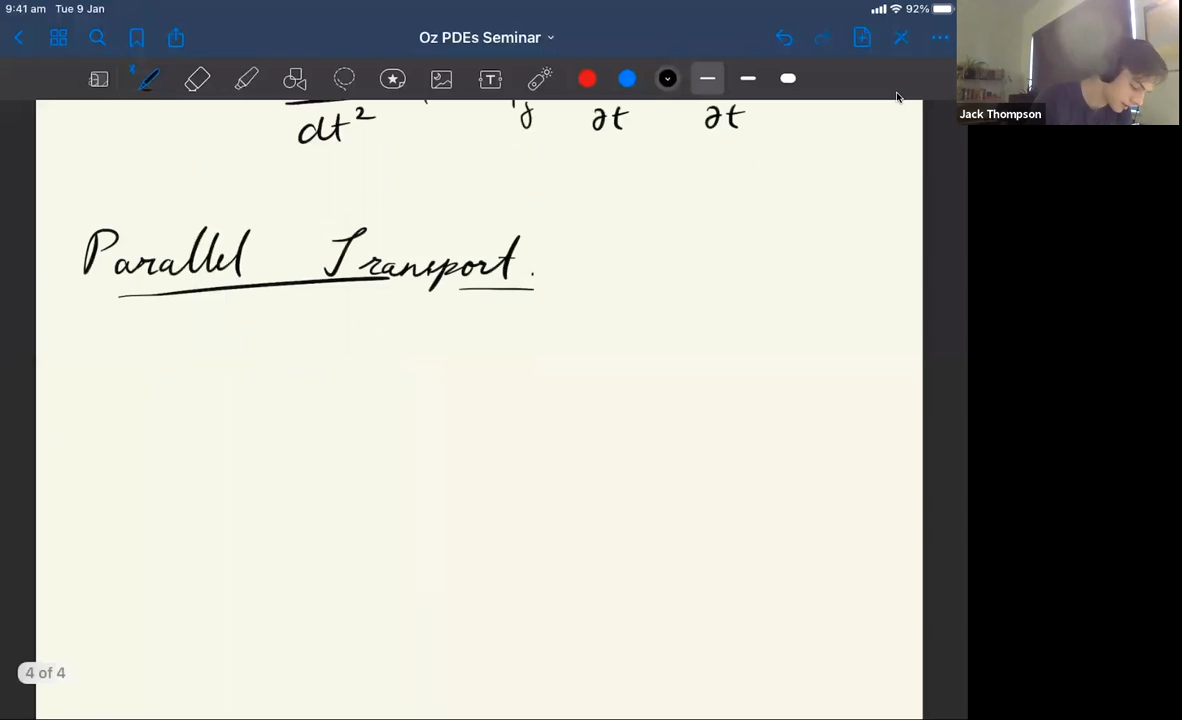 9:41 am Tue 9 Jan
92%
Oz PDEs Seminar
T
Jack Thompson
dt² ∂t ∂t
Parallel Transport.
4 of 4